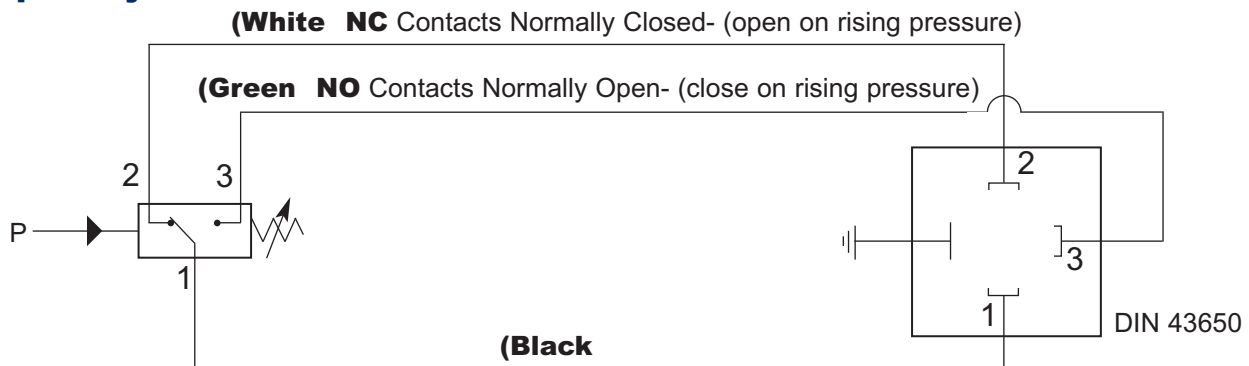 (White NC Contacts Normally Closed- (open on rising pressure)
(Green NO Contacts Normally Open- (close on rising pressure)
2 3 2
P 3
1 1 DIN 43650
(Black